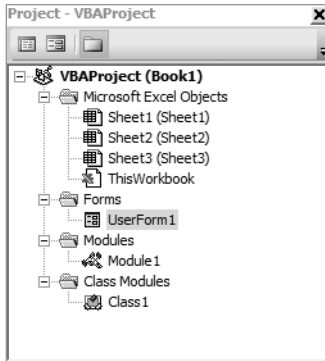 Project - VBAProject
VBAProject (Book1)
Microsoft Excel Objects
Sheet1 (Sheet1)
Sheet2 (Sheet2)
Sheet3 (Sheet3)
ThisWorkbook
Forms
UserForm1
Modules
Module1
Class Modules
Class1